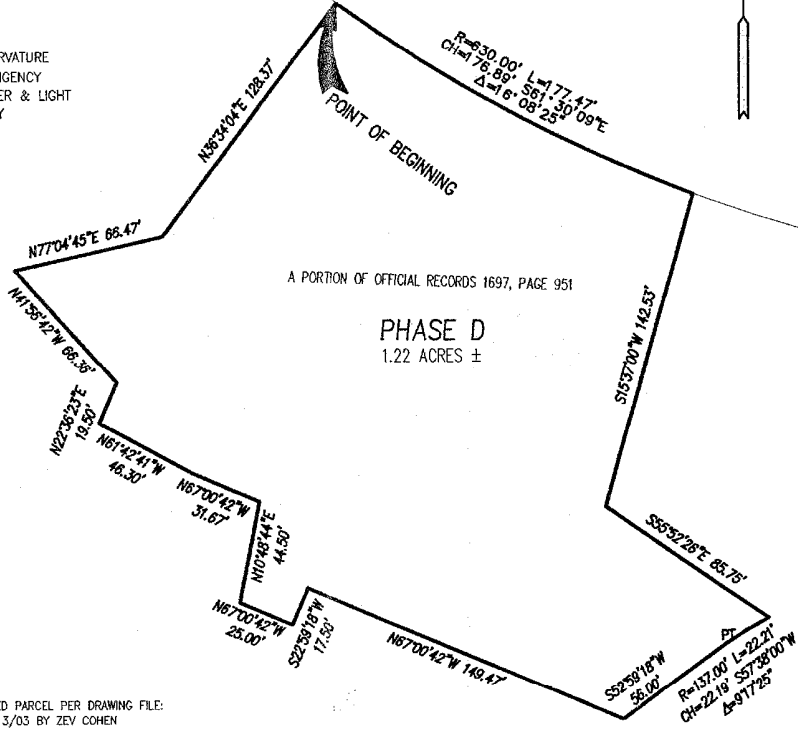 RVATURE
IGENCY
ER & LIGHT
Y
R=630.00' L=177.47'
CH=176.89' S61°30'09"E
Δ=16°08'25"
POINT OF BEGINNING
N36°34'04"E 128.37'
N77°04'45"E 66.47'
N41°56'42"W 66.36'
N22°36'23"E
19.50'
N61°42'41"W
46.30'
N67°00'42"W
31.67'
N10°48'44"E
44.50'
N67°00'42"W
25.00'
S22°59'18"W
17.50'
N67°00'42"W 149.47'
A PORTION OF OFFICIAL RECORDS 1697, PAGE 951
PHASE D
1.22 ACRES ±
S15°37'00"W 142.53'
S55°52'26"E 85.75'
PT
S52°59'18"W
56.00'
R=137.00' L=22.21'
CH=22.19' S57°38'00"W
Δ=9°17'25"
ED PARCEL PER DRAWING FILE:
3/03 BY ZEV COHEN